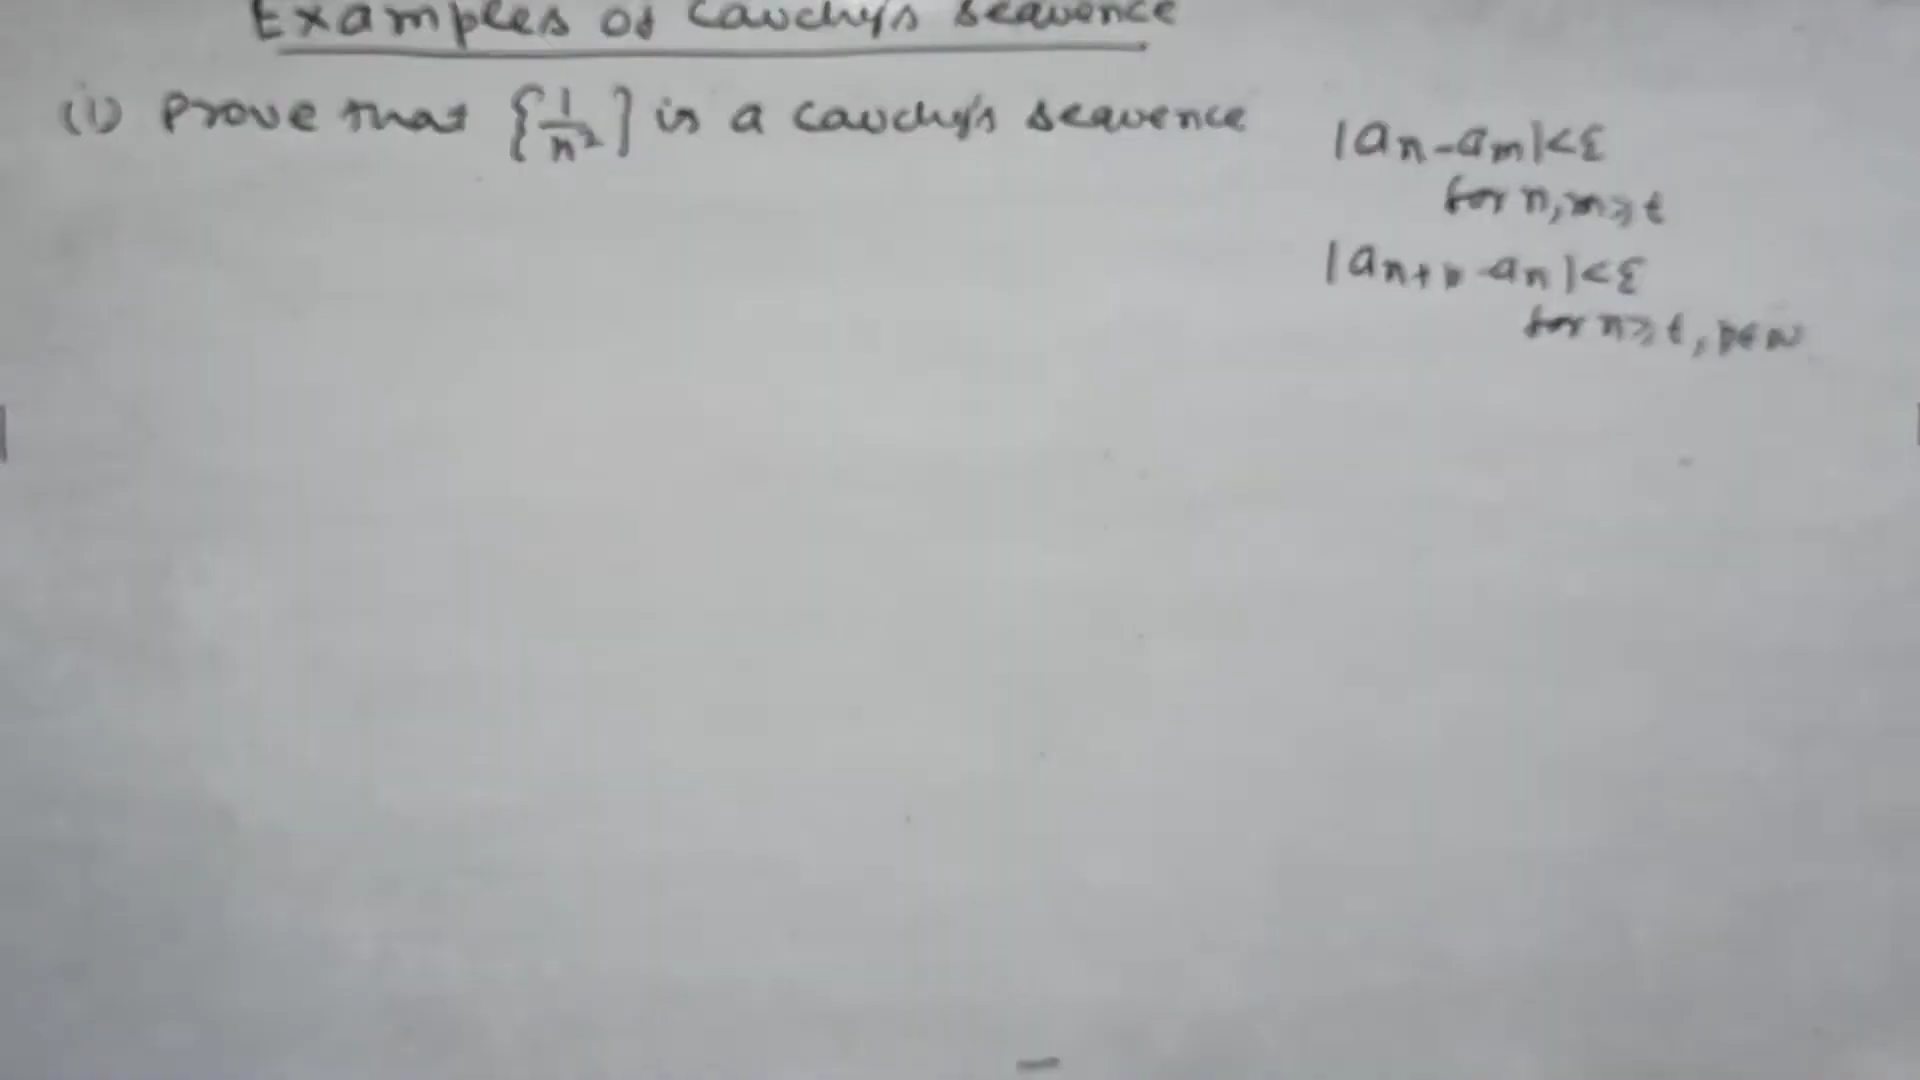 Examples of Cauchy's sequence
(1) Prove that {1/n²} is a Cauchy's sequence
|an - am| < ε
for n, m ≥ t
|an+p - an| < ε
for n ≥ t, p ∈ N